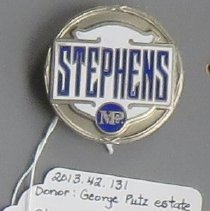 STEPHENS
MP.
2013.42.131
Donor: George Putz estate